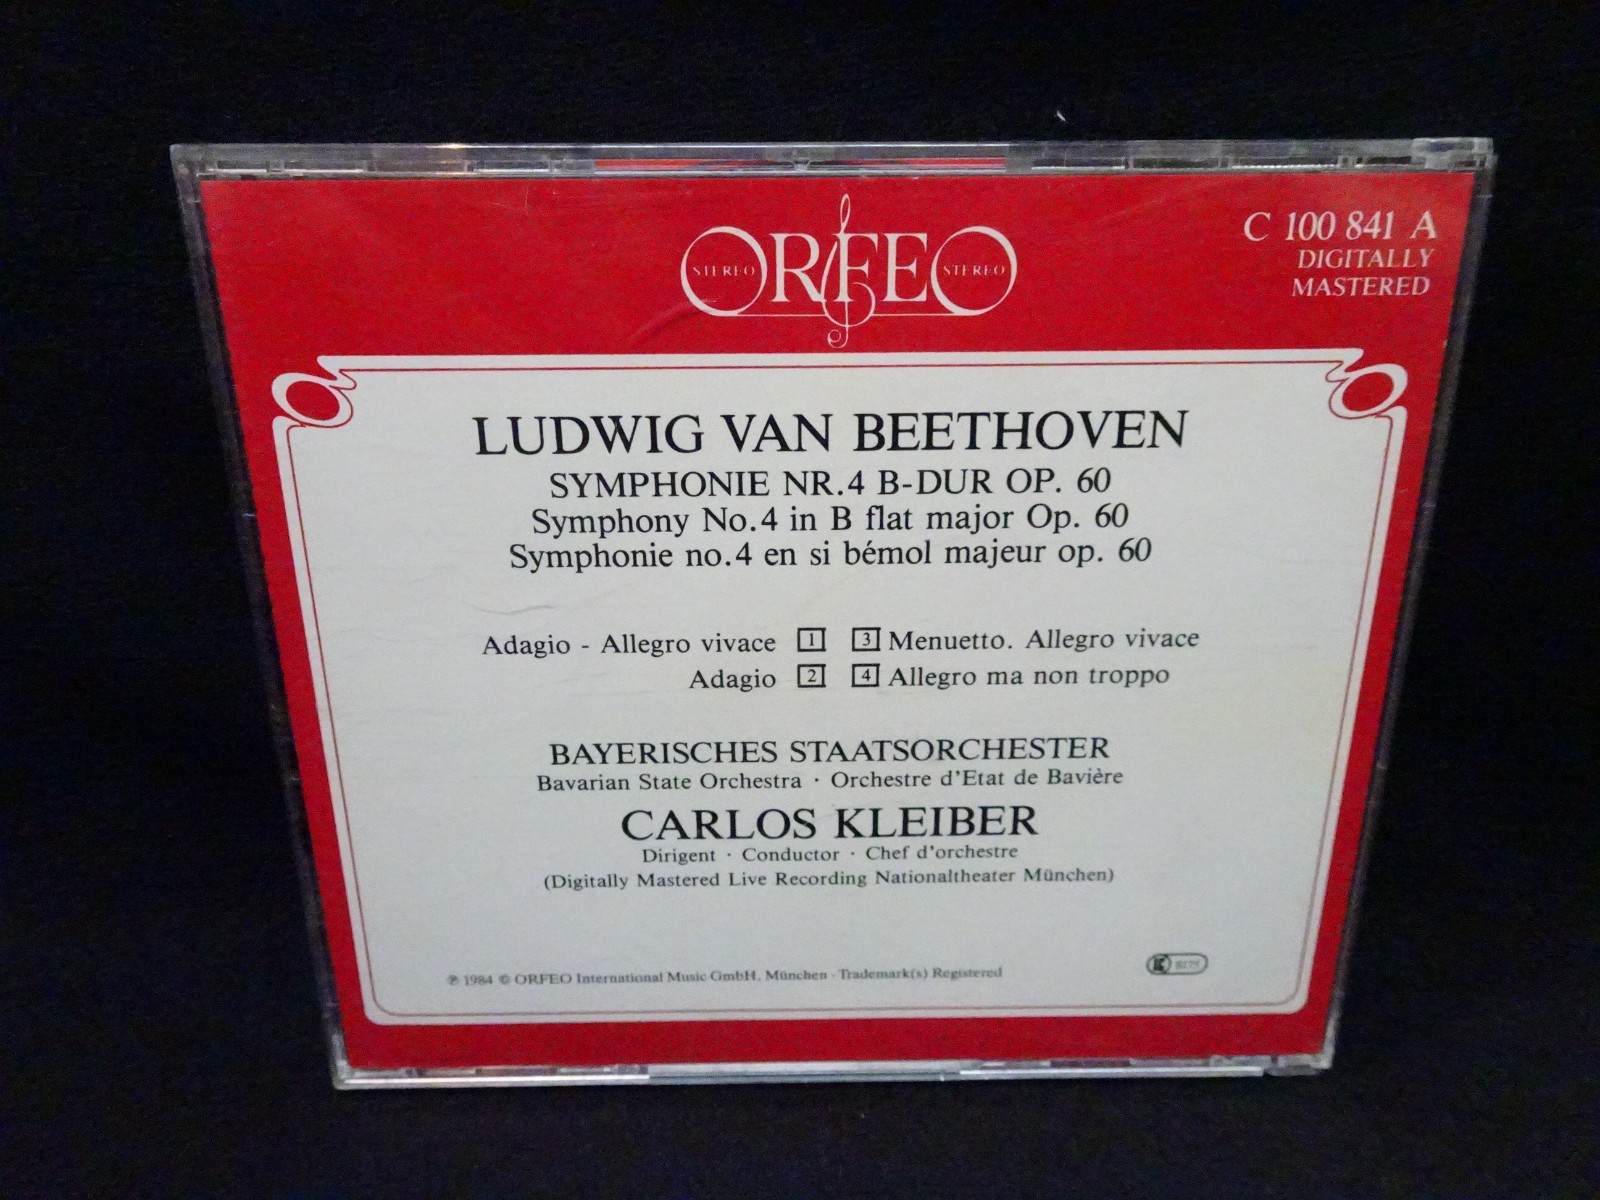 ORFEO
STEREO STEREO
C 100 841 A
DIGITALLY
MASTERED
LUDWIG VAN BEETHOVEN
SYMPHONIE NR.4 B-DUR OP. 60
Symphony No.4 in B flat major Op. 60
Symphonie no.4 en si bémol majeur op. 60
Adagio - Allegro vivace 1 3 Menuetto. Allegro vivace
Adagio 2 4 Allegro ma non troppo
BAYERISCHES STAATSORCHESTER
Bavarian State Orchestra · Orchestre d'Etat de Bavière
CARLOS KLEIBER
Dirigent · Conductor · Chef d'orchestre
(Digitally Mastered Live Recording Nationaltheater München)
℗ 1984 © ORFEO International Music GmbH, München · Trademark(s) Registered